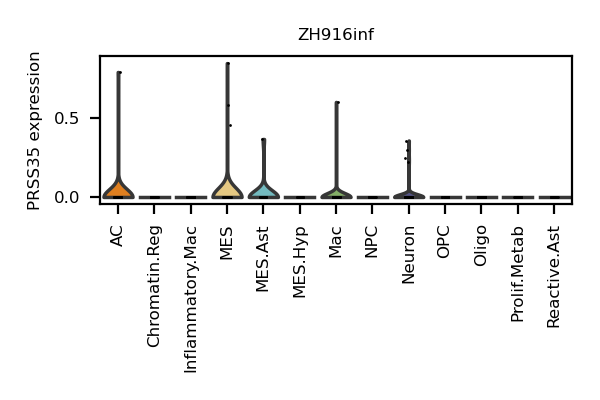 ZH916inf
PRSS35 expression
0.5
0.0
AC
Chromatin.Reg
Inflammatory.Mac
MES
MES.Ast
MES.Hyp
Mac
NPC
Neuron
OPC
Oligo
Prolif.Metab
Reactive.Ast